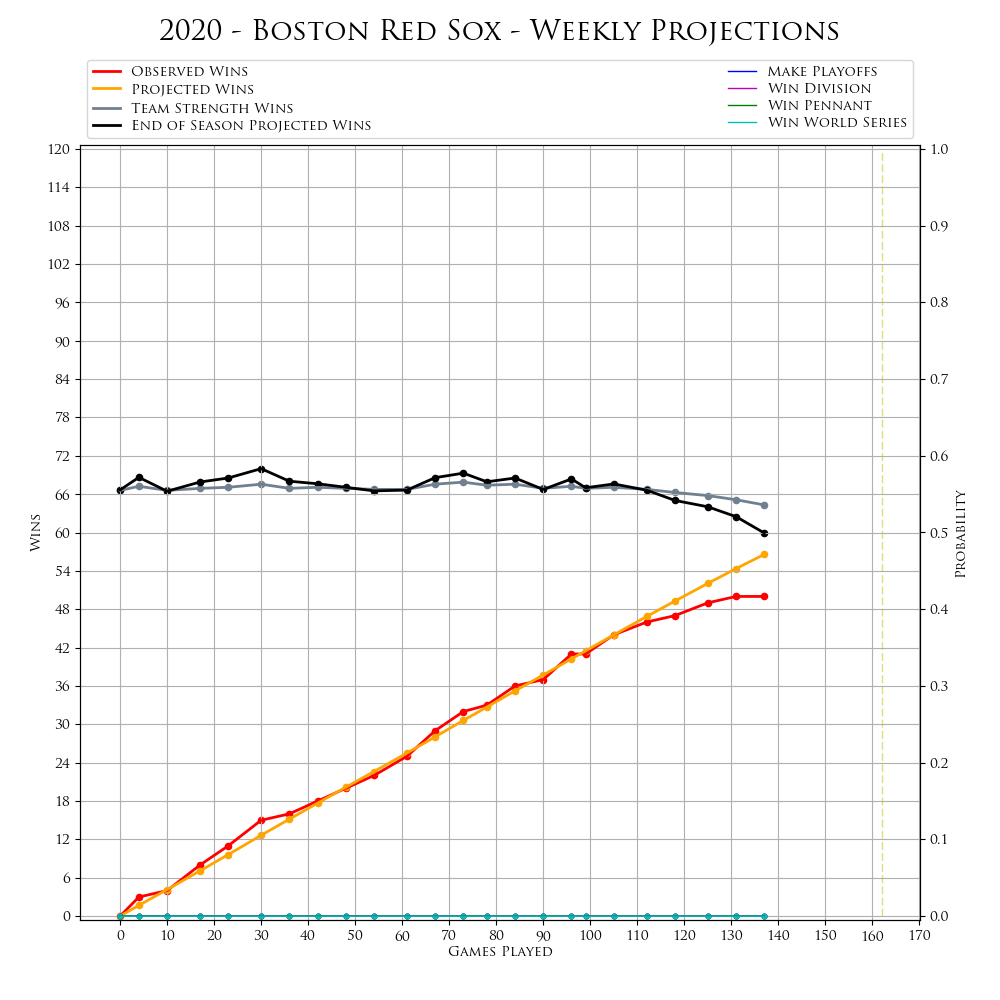 2020 - Boston Red Sox - Weekly Projections
Observed Wins
Projected Wins
Team Strength Wins
End of Season Projected Wins
Make Playoffs
Win Division
Win Pennant
Win World Series
120
114
108
102
96
90
84
78
72
66
60
54
48
42
36
30
24
18
12
6
0
Wins
1.0
0.9
0.8
0.7
0.6
0.5
0.4
0.3
0.2
0.1
0.0
Probability
0 10 20 30 40 50 60 70 80 90 100 110 120 130 140 150 160 170
Games Played